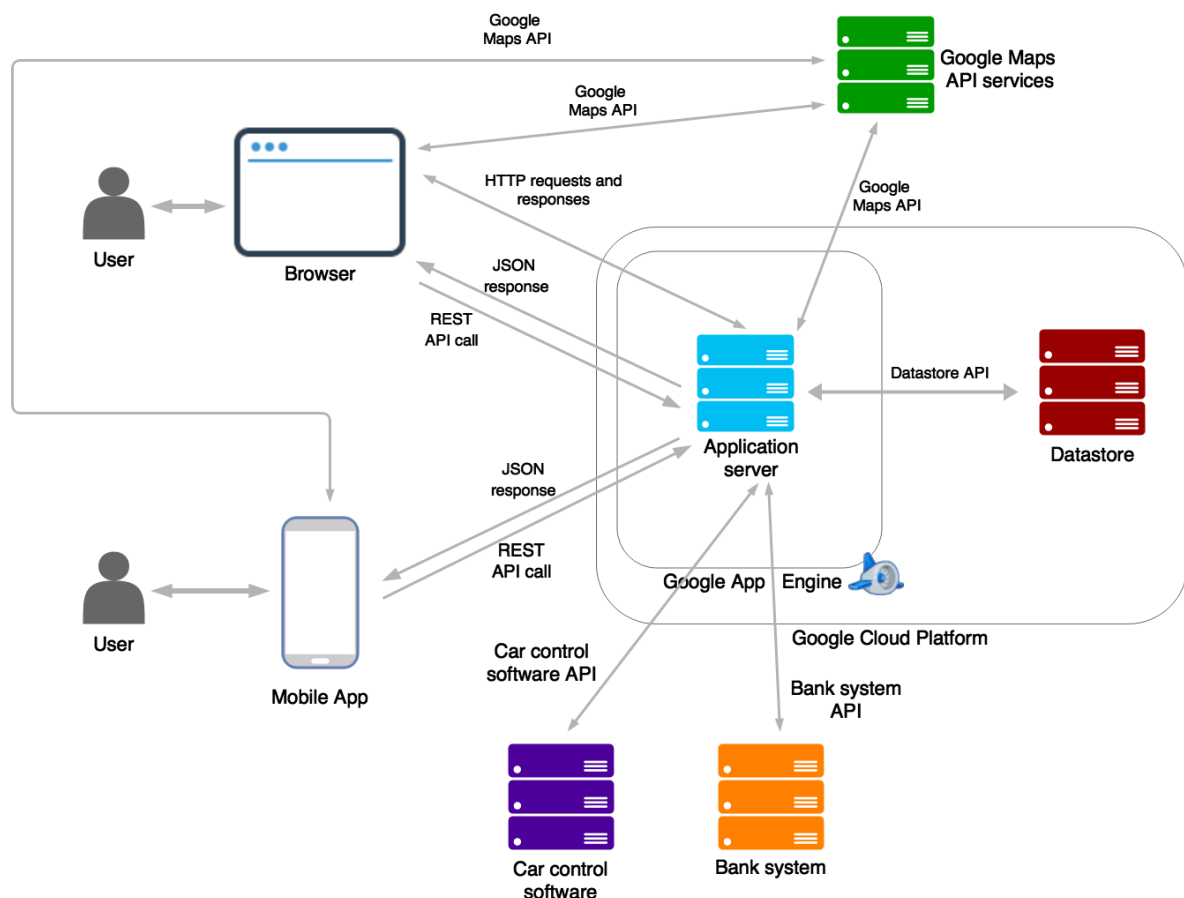 Google
Maps API
Google Maps
API services
Google
Maps API
HTTP requests and
responses
Google
Maps API
User
Browser
JSON
response
REST
API call
Datastore API
Application
server
Datastore
JSON
response
REST
API call
Google App Engine
User
Google Cloud Platform
Car control
software API
Mobile App
Bank system
API
Car control
software
Bank system